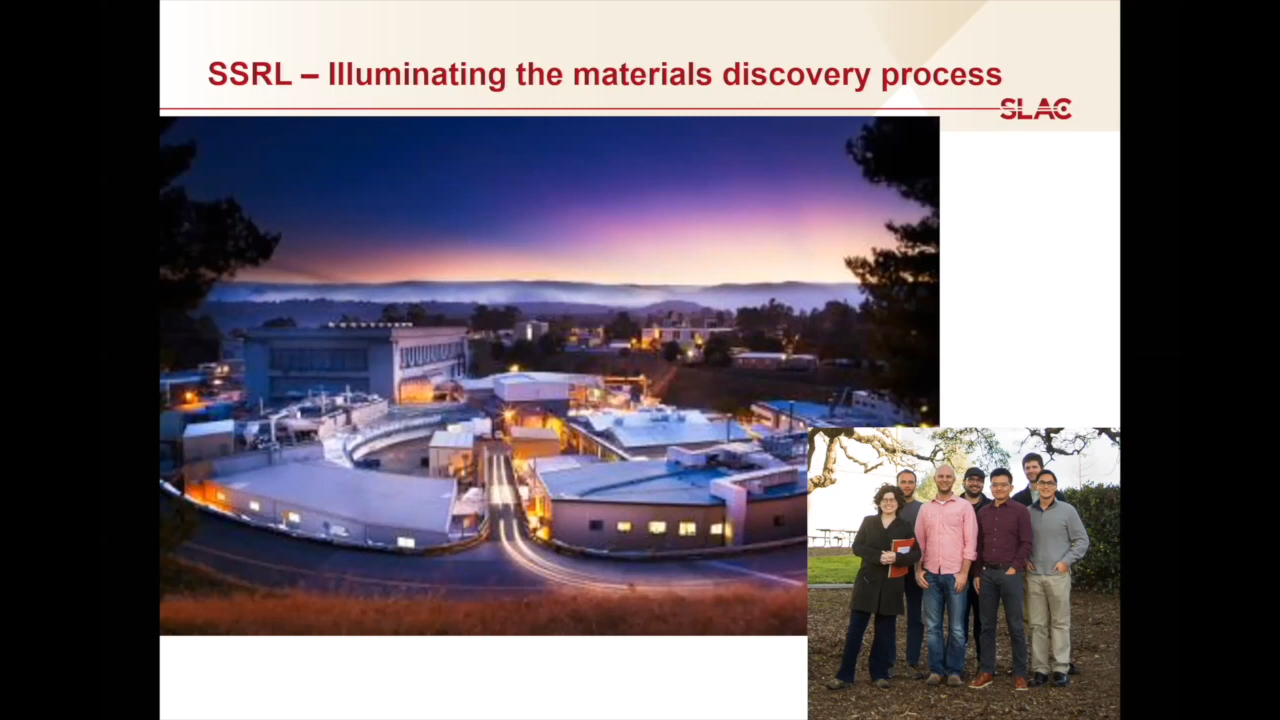 SSRL – Illuminating the materials discovery process
SLAC